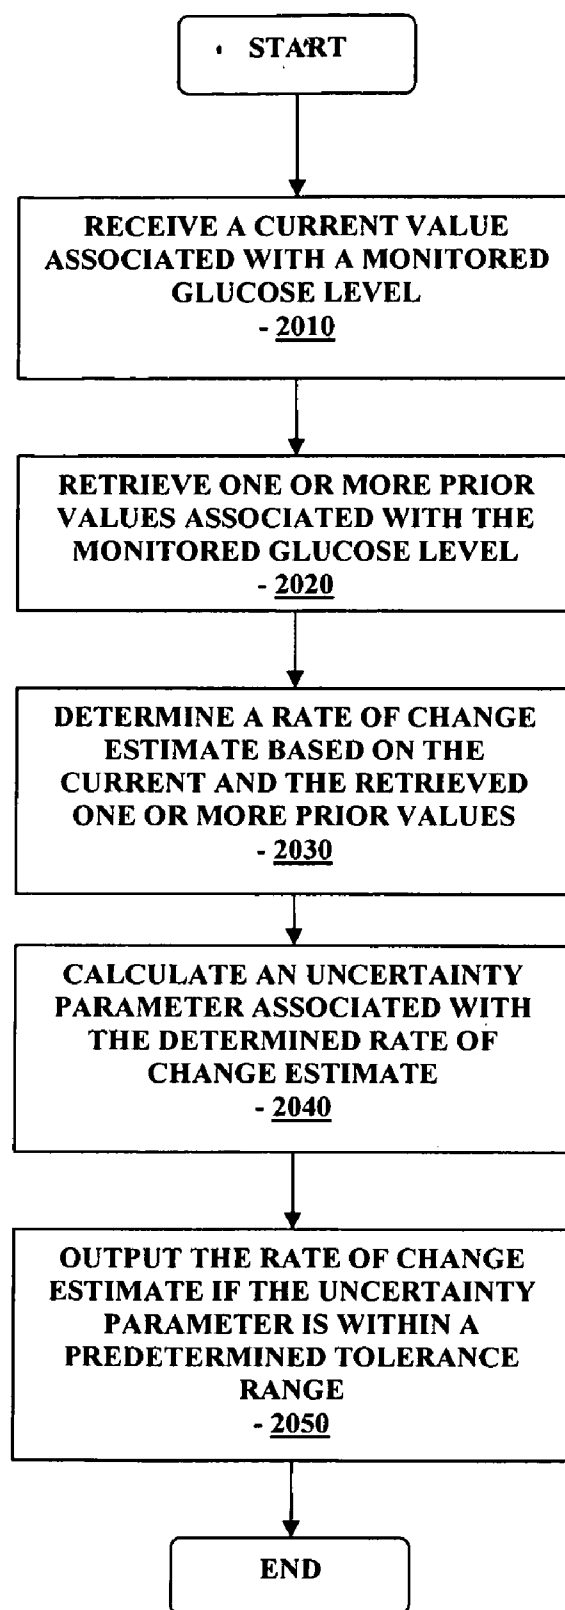 START
RECEIVE A CURRENT VALUE
ASSOCIATED WITH A MONITORED
GLUCOSE LEVEL
- 2010
RETRIEVE ONE OR MORE PRIOR
VALUES ASSOCIATED WITH THE
MONITORED GLUCOSE LEVEL
- 2020
DETERMINE A RATE OF CHANGE
ESTIMATE BASED ON THE
CURRENT AND THE RETRIEVED
ONE OR MORE PRIOR VALUES
- 2030
CALCULATE AN UNCERTAINTY
PARAMETER ASSOCIATED WITH
THE DETERMINED RATE OF
CHANGE ESTIMATE
- 2040
OUTPUT THE RATE OF CHANGE
ESTIMATE IF THE UNCERTAINTY
PARAMETER IS WITHIN A
PREDETERMINED TOLERANCE
RANGE
- 2050
END